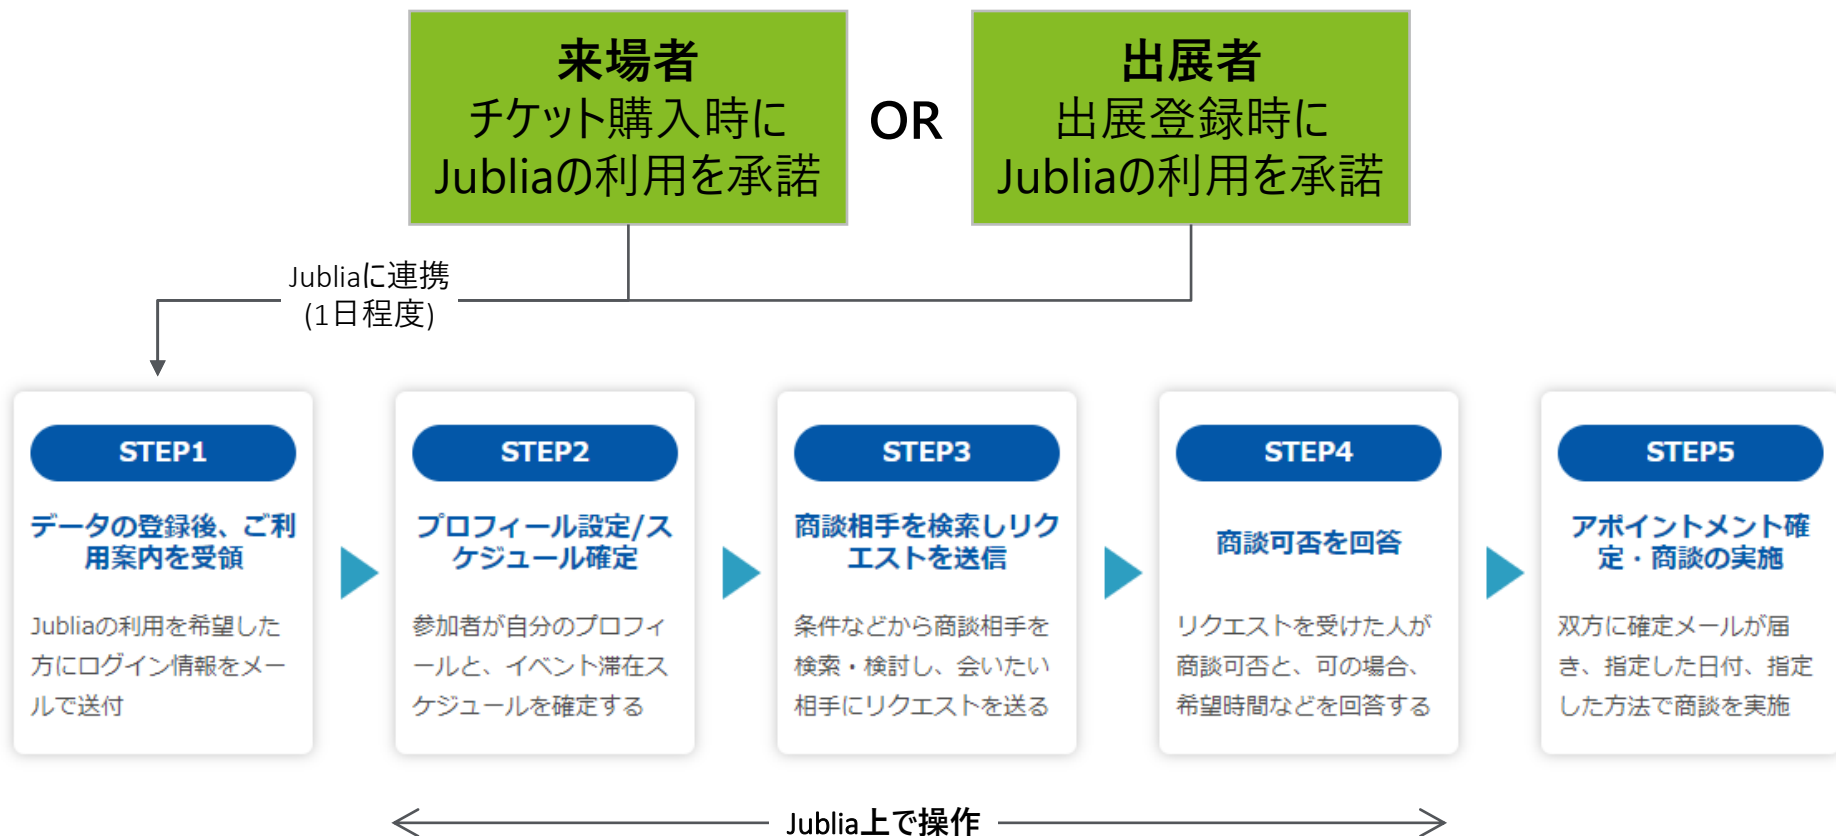 来場者
チケット購入時に
Jubliaの利用を承諾
OR
出展者
出展登録時に
Jubliaの利用を承諾
Jubliaに連携
(1日程度)
STEP1
データの登録後、ご利
用案内を受領
Jubliaの利用を希望した
方にログイン情報をメー
ルで送付
STEP2
プロフィール設定/ス
ケジュール確定
参加者が自分のプロフィ
ールと、イベント滞在ス
ケジュールを確定する
STEP3
商談相手を検索しリク
エストを送信
条件などから商談相手を
検索・検討し、会いたい
相手にリクエストを送る
STEP4
商談可否を回答
リクエストを受けた人が
商談可否と、可の場合、
希望時間などを回答する
STEP5
アポイントメント確
定・商談の実施
双方に確定メールが届
き、指定した日付、指定
した方法で商談を実施
Jublia上で操作